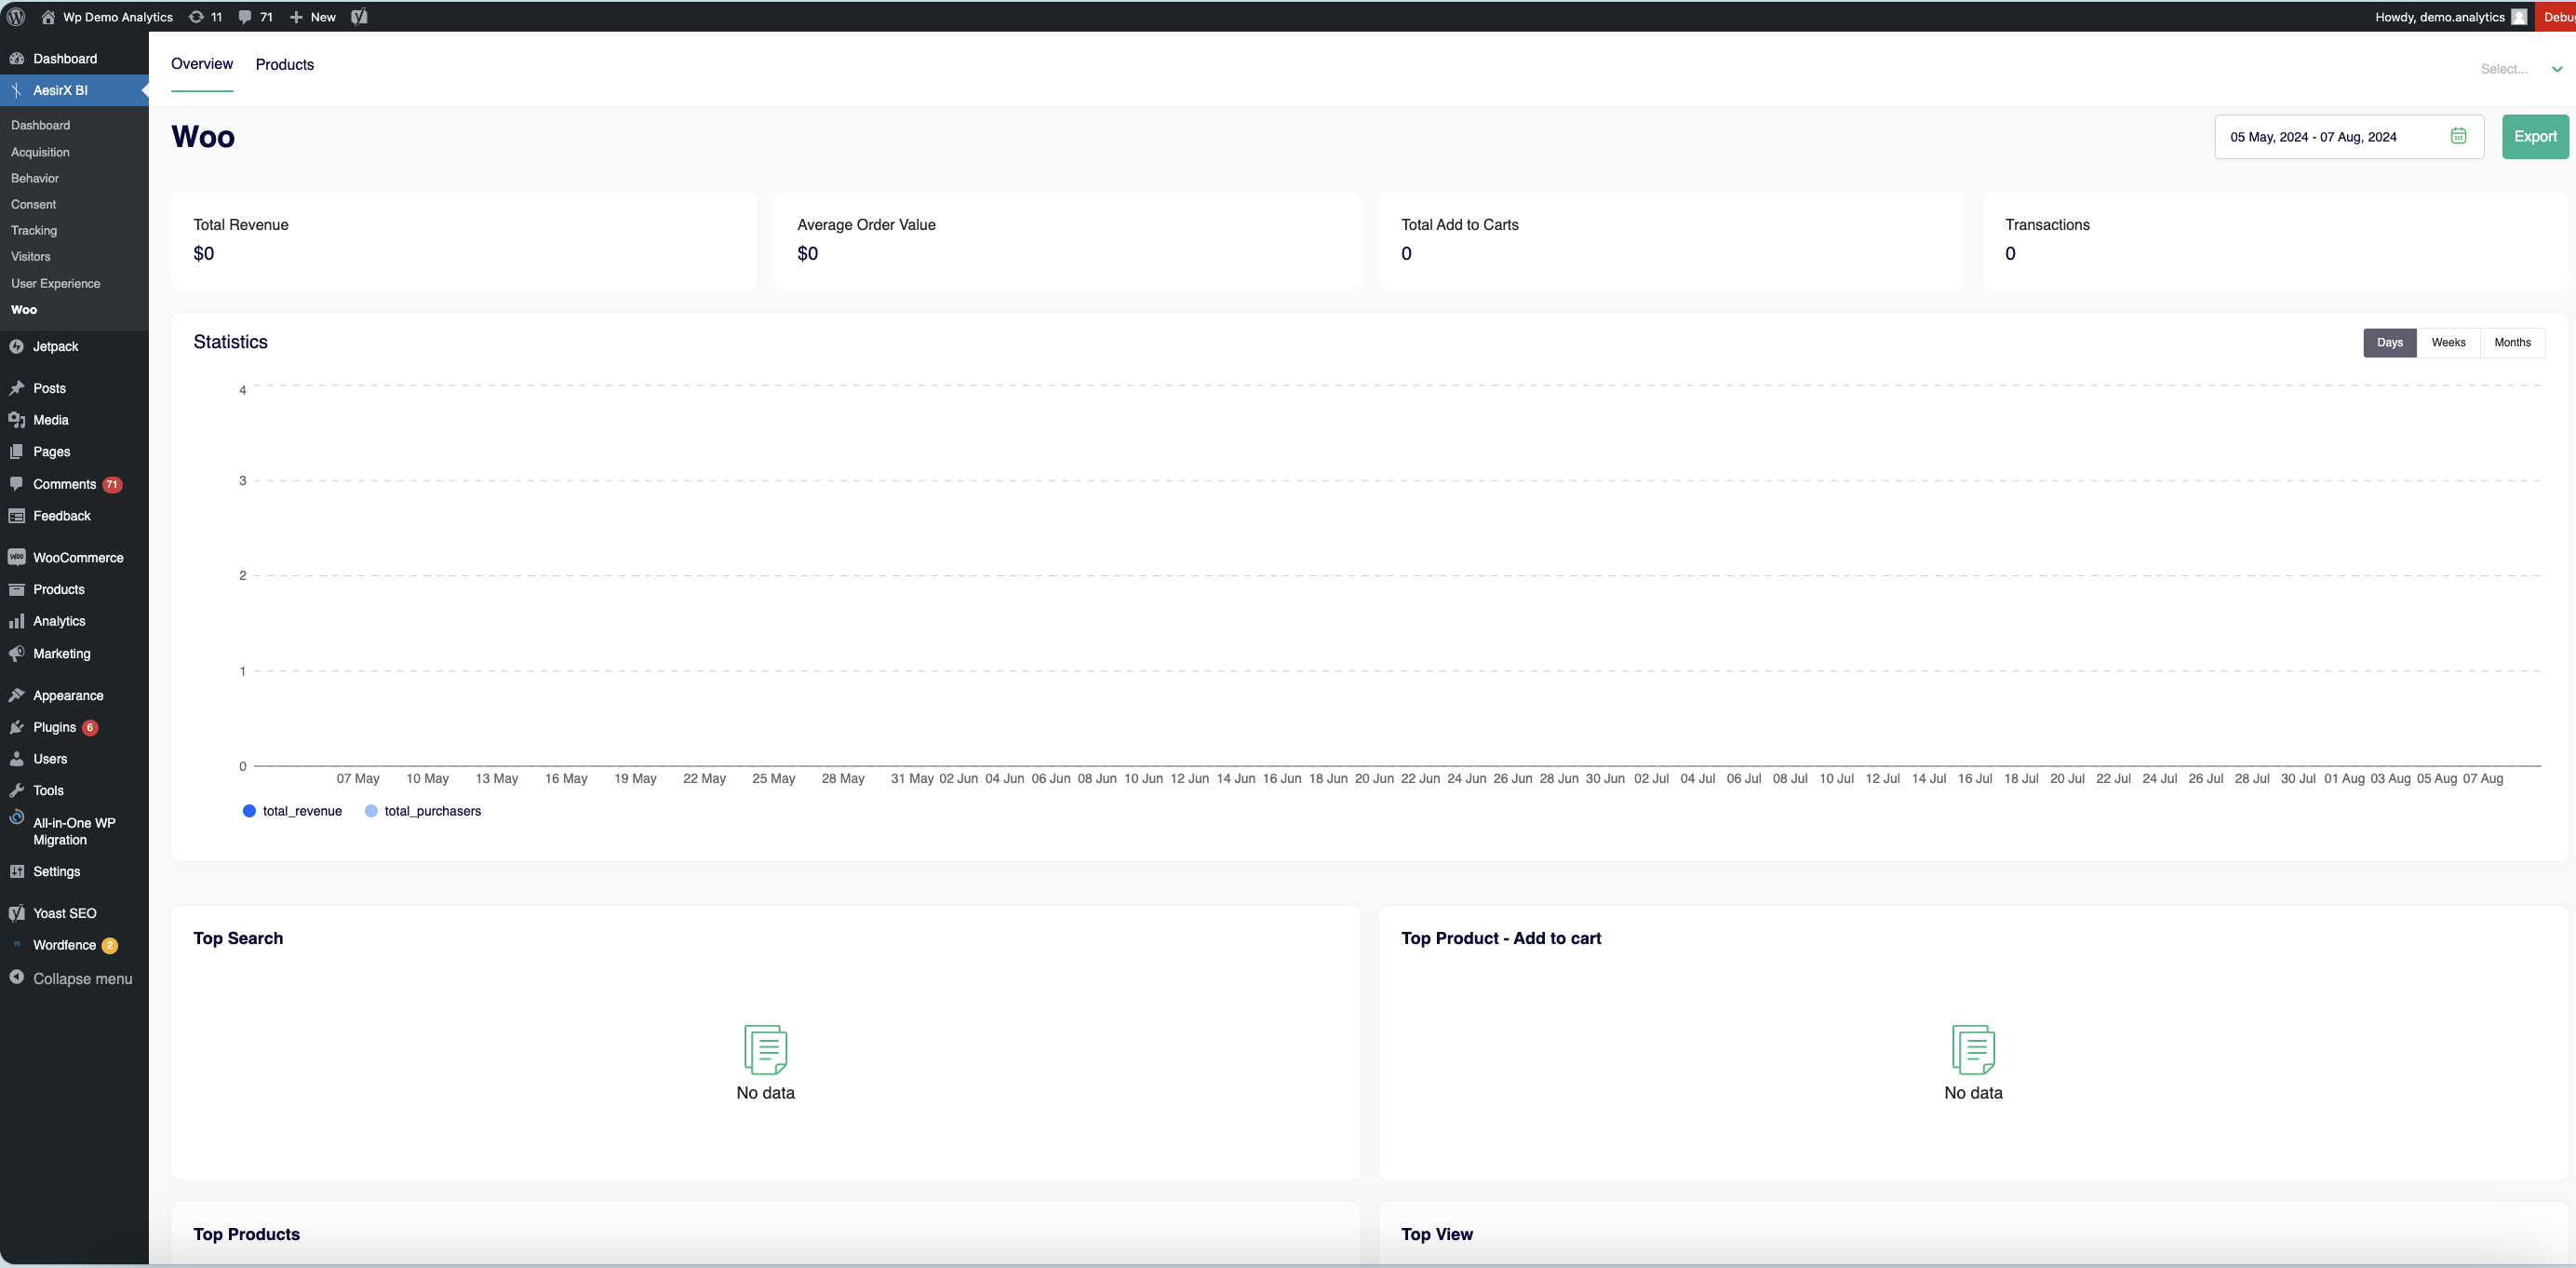 Wp Demo Analytics 11 71 New Howdy, demo.analytics
Dashboard
AesirX BI
Dashboard
Acquisition
Behavior
Consent
Tracking
Visitors
User Experience
Woo
Jetpack
Posts
Media
Pages
Comments 71
Feedback
WooCommerce
Products
Analytics
Marketing
Appearance
Plugins 6
Users
Tools
All-in-One WP
Migration
Settings
Yoast SEO
Wordfence 2
Collapse menu
Overview Products Select...
Woo
05 May, 2024 - 07 Aug, 2024 Export
Total Revenue
$0
Average Order Value
$0
Total Add to Carts
0
Transactions
0
Statistics
Days Weeks Months
4
3
2
1
0
07 May 10 May 13 May 16 May 19 May 22 May 25 May 28 May 31 May 02 Jun 04 Jun 06 Jun 08 Jun 10 Jun 12 Jun 14 Jun 16 Jun 18 Jun 20 Jun 22 Jun 24 Jun 26 Jun 28 Jun 30 Jun 02 Jul 04 Jul 06 Jul 08 Jul 10 Jul 12 Jul 14 Jul 16 Jul 18 Jul 20 Jul 22 Jul 24 Jul 26 Jul 28 Jul 30 Jul 01 Aug 03 Aug 05 Aug 07 Aug
total_revenue total_purchasers
Top Search
No data
Top Product - Add to cart
No data
Top Products
Top View